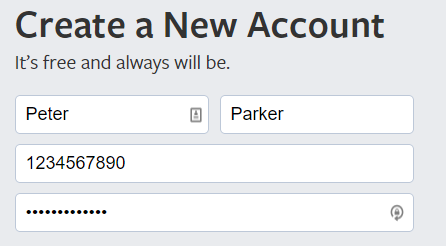 Create a New Account
It’s free and always will be.
Peter Parker
1234567890
•••••••••••••